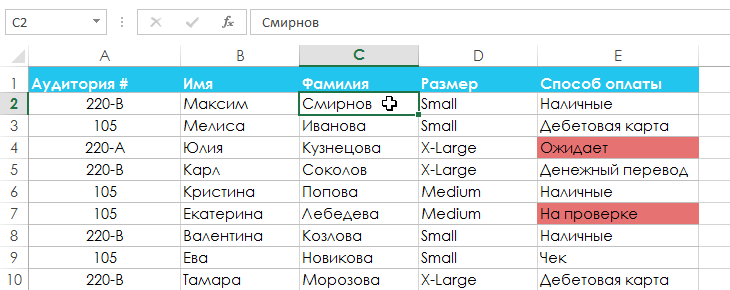 C2 fx Смирнов
A B C D E
1 Аудитория # Имя Фамилия Размер Способ оплаты
2 220-В Максим Смирнов Small Наличные
3 105 Мелиса Иванова Small Дебетовая карта
4 220-А Юлия Кузнецова X-Large Ожидает
5 220-В Карл Соколов X-Large Денежный перевод
6 105 Кристина Попова Medium Наличные
7 105 Екатерина Лебедева Medium На проверке
8 220-В Валентина Козлова Small Наличные
9 105 Ева Новикова Small Чек
10 220-В Тамара Морозова X-Large Дебетовая карта